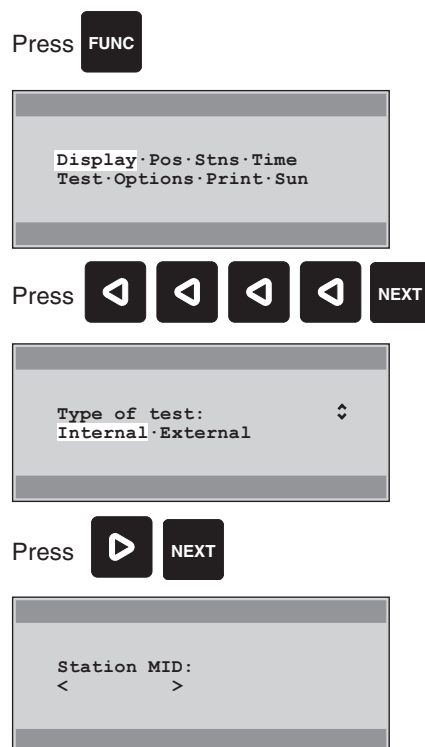 Press FUNC
Display·Pos·Stns·Time
Test·Options·Print·Sun
Press NEXT
Type of test:
Internal·External
Press NEXT
Station MID:
< >